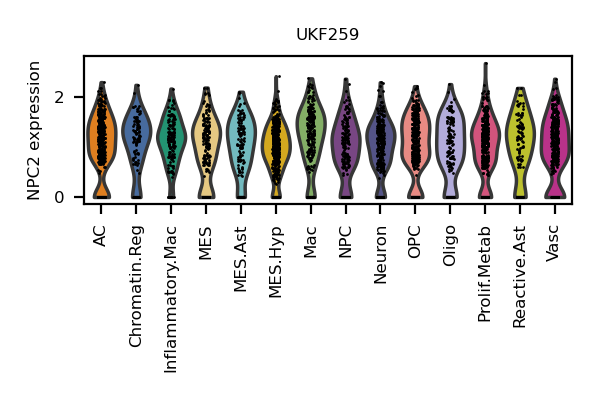 UKF259
NPC2 expression
2
0
AC
Chromatin.Reg
Inflammatory.Mac
MES
MES.Ast
MES.Hyp
Mac
NPC
Neuron
OPC
Oligo
Prolif.Metab
Reactive.Ast
Vasc